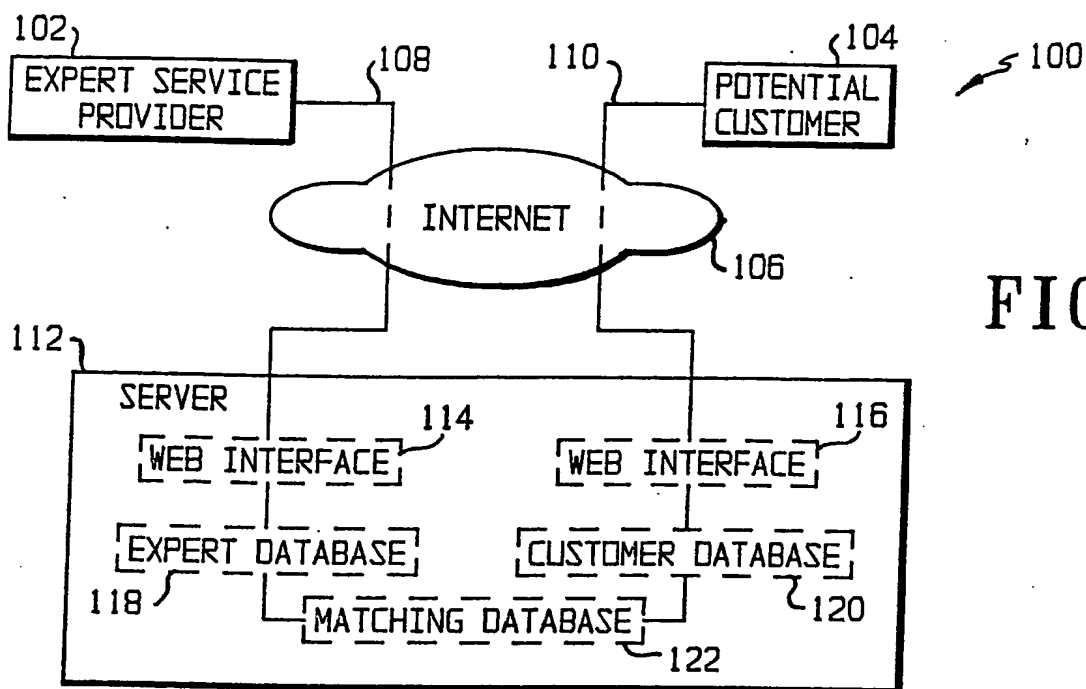 102
EXPERT SERVICE
PROVIDER
108
110
104
POTENTIAL
CUSTOMER
100
INTERNET
106
FIG
112
SERVER
114
WEB INTERFACE
116
WEB INTERFACE
EXPERT DATABASE
118
CUSTOMER DATABASE
120
MATCHING DATABASE
122